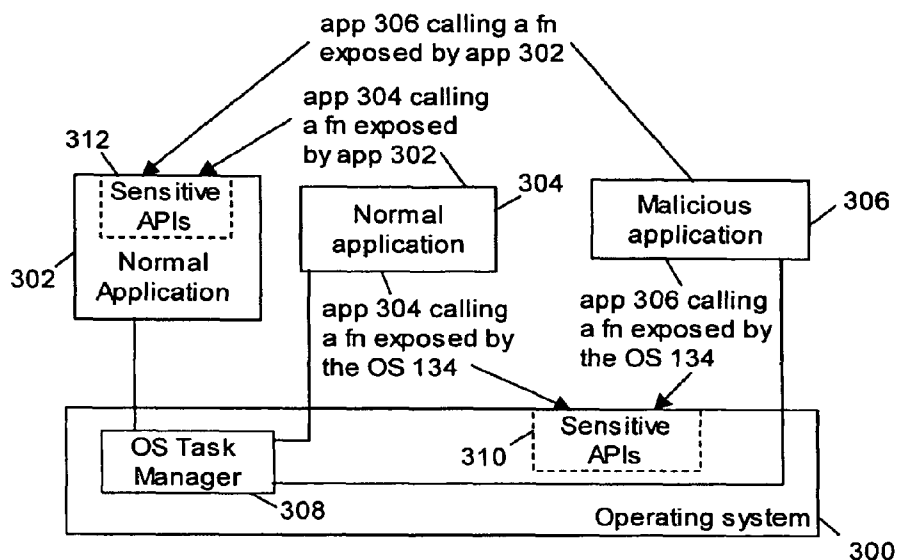 app 306 calling a fn
exposed by app 302
app 304 calling
a fn exposed
by app 302
312
Sensitive
APIs
302
Normal
Application
304
Normal
application
Malicious
application
306
app 304 calling
a fn exposed by
the OS 134
app 306 calling
a fn exposed by
the OS 134
OS Task
Manager
308
310
Sensitive
APIs
Operating system
300